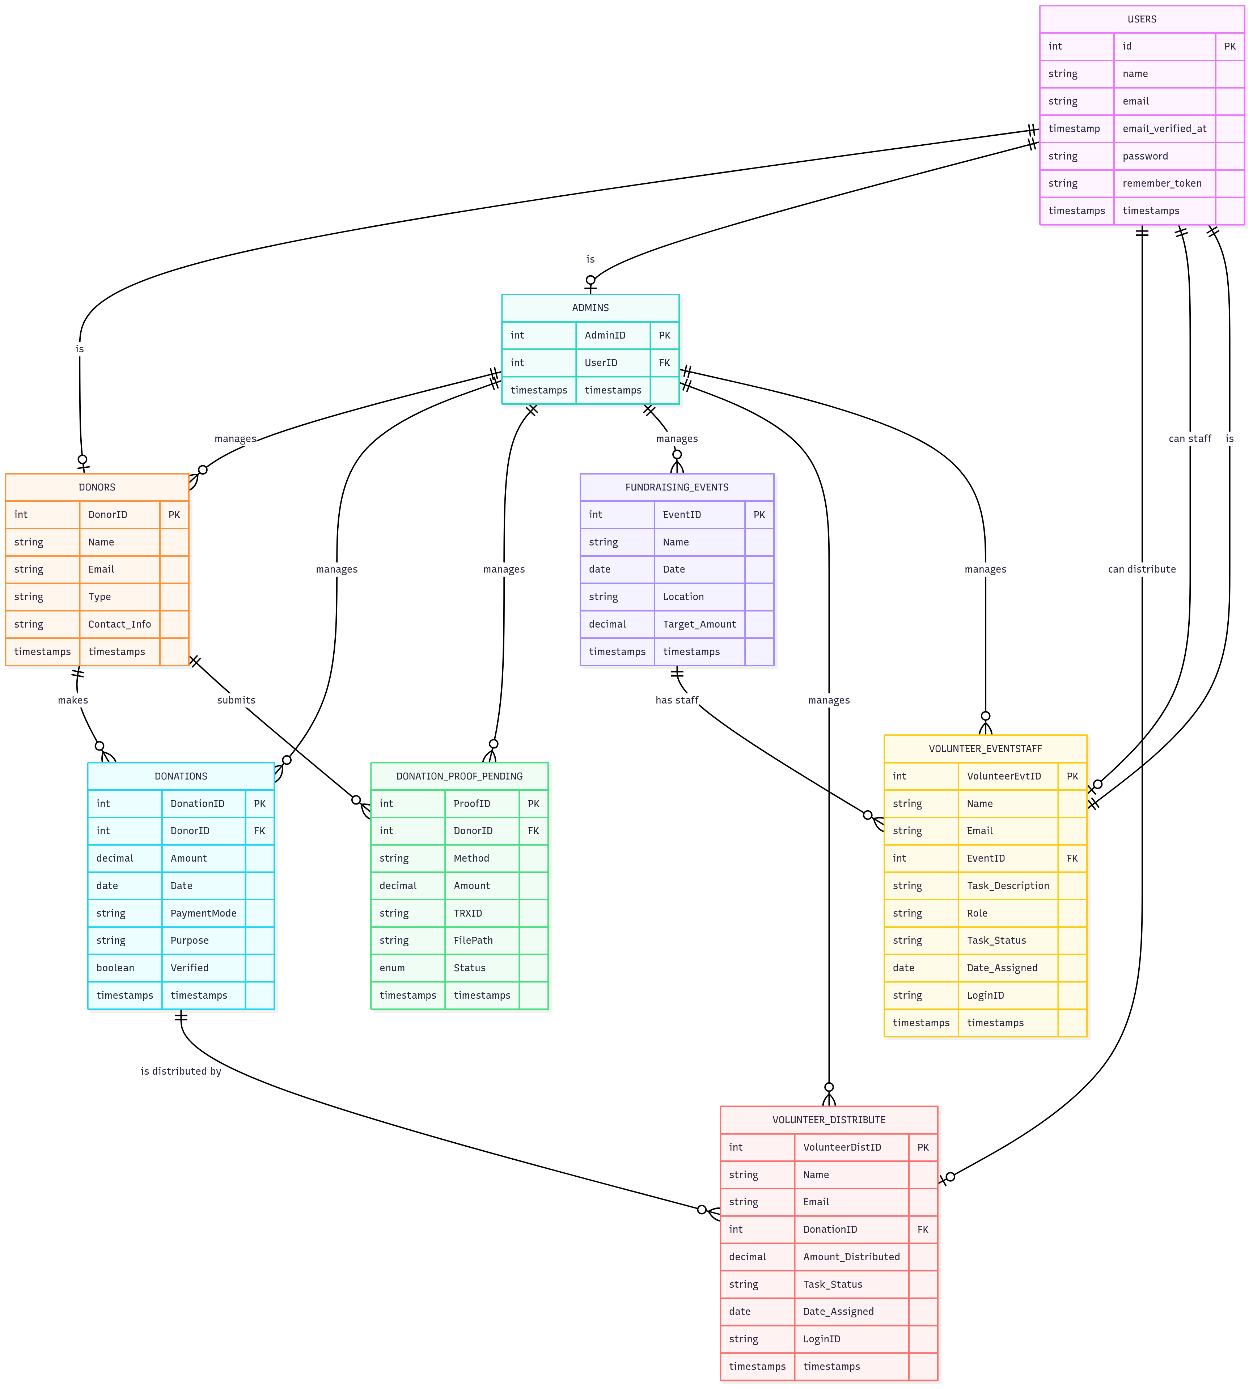 USERS
int id PK
string name
string email
timestamp email_verified_at
string password
string remember_token
timestamps timestamps
is
ADMINS
int AdminID PK
int UserID FK
timestamps timestamps
is
manages
manages
can staff
is
DONORS
int DonorID PK
string Name
string Email
string Type
string Contact_Info
timestamps timestamps
FUNDRAISING_EVENTS
int EventID PK
string Name
date Date
string Location
decimal Target_Amount
timestamps timestamps
manages
manages
manages
can distribute
makes
submits
has staff
manages
DONATIONS
int DonationID PK
int DonorID FK
decimal Amount
date Date
string PaymentMode
string Purpose
boolean Verified
timestamps timestamps
DONATION_PROOF_PENDING
int ProofID PK
int DonorID FK
string Method
decimal Amount
string TRXID
string FilePath
enum Status
timestamps timestamps
VOLUNTEER_EVENTSTAFF
int VolunteerEvtID PK
string Name
string Email
int EventID FK
string Task_Description
string Role
string Task_Status
date Date_Assigned
string LoginID
timestamps timestamps
is distributed by
VOLUNTEER_DISTRIBUTE
int VolunteerDistID PK
string Name
string Email
int DonationID FK
decimal Amount_Distributed
string Task_Status
date Date_Assigned
string LoginID
timestamps timestamps